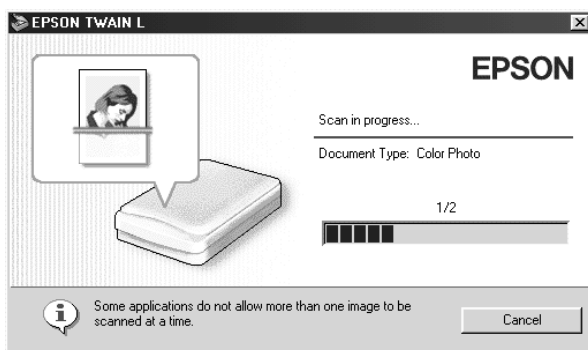 EPSON TWAIN L
EPSON
Scan in progress...
Document Type: Color Photo
1/2
Some applications do not allow more than one image to be
scanned at a time.
Cancel